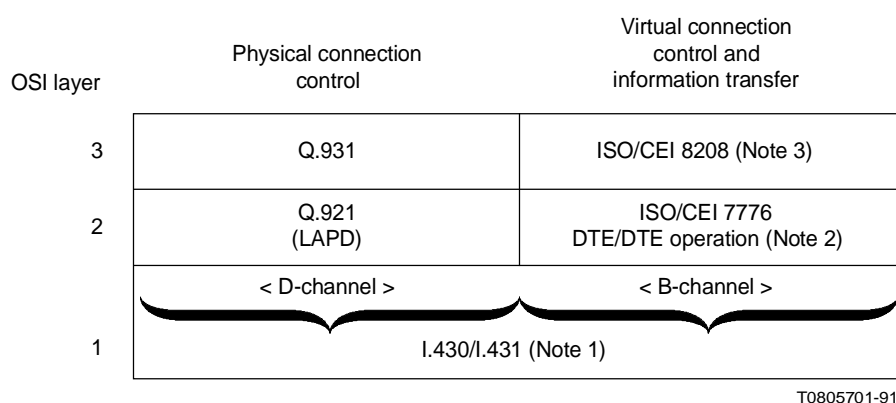 OSI layer
Physical connection
control
Virtual connection
control and
information transfer
3
Q.931
ISO/CEI 8208 (Note 3)
2
Q.921
(LAPD)
ISO/CEI 7776
DTE/DTE operation (Note 2)
< D-channel >
< B-channel >
1
I.430/I.431 (Note 1)
T0805701-91